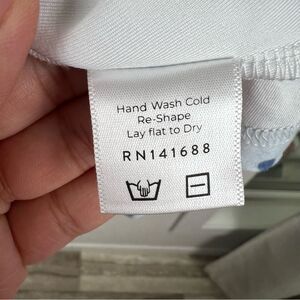 Hand Wash Cold
Re-Shape
Lay flat to Dry
RN141688